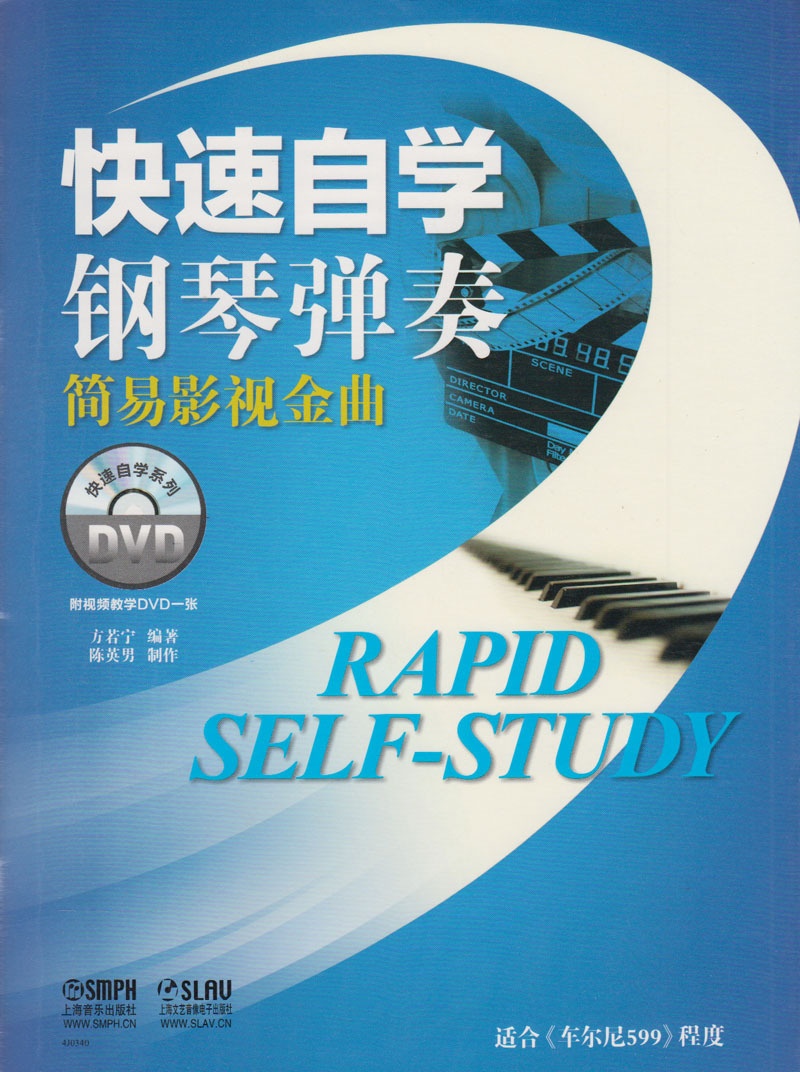 快速自学
钢琴弹奏
简易影视金曲
SCENE
DIRECTOR
CAMERA
DATE
快速自学系列
DVD
附视频教学DVD一张
方若宁 编著
陈英男 制作
RAPID
SELF-STUDY
SMPH
上海音乐出版社
WWW.SMPH.CN
SLAV
上海文艺音像电子出版社
WWW.SLAV.CN
4J0340
适合《车尔尼599》程度